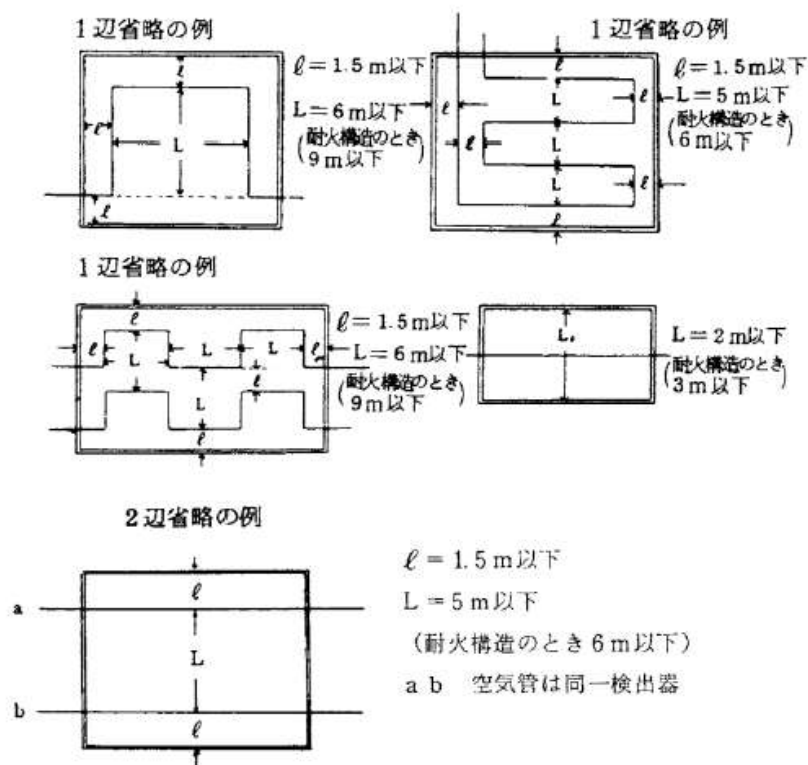 1辺省略の例
ℓ
ℓ
L
ℓ
ℓ＝1.5m以下
L＝6m以下
(耐火構造のとき
9m以下)
1辺省略の例
ℓ
L
ℓ
ℓ
ℓ
L
L
ℓ
ℓ
ℓ＝1.5m以下
L＝5m以下
(耐火構造のとき
6m以下)
1辺省略の例
ℓ
ℓ
L
L
L
ℓ
ℓ
L
ℓ
ℓ＝1.5m以下
L＝6m以下
(耐火構造のとき
9m以下)
L
L＝2m以下
(耐火構造のとき
3m以下)
2辺省略の例
a
ℓ
L
b
ℓ
ℓ＝1.5m以下
L＝5m以下
(耐火構造のとき6m以下)
a b 空気管は同一検出器